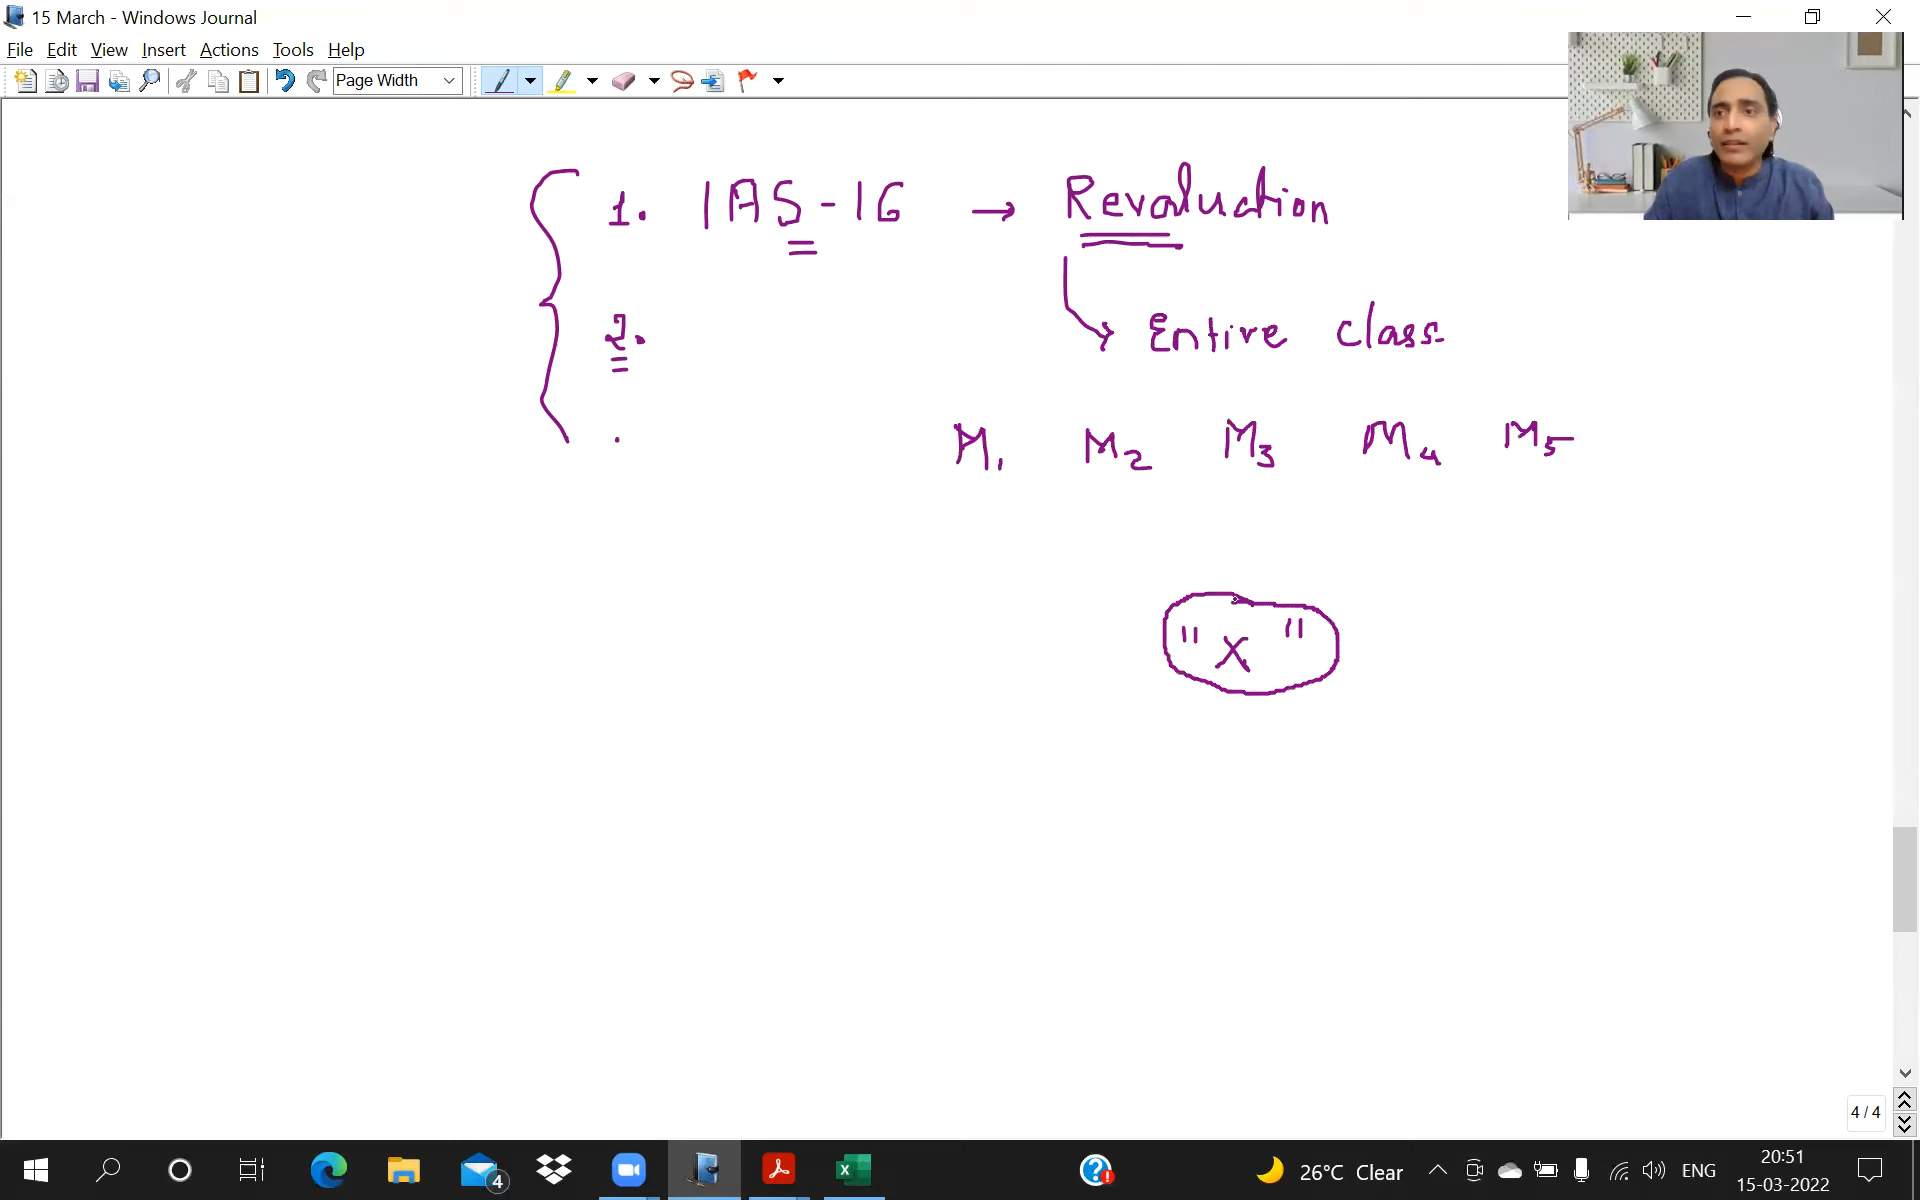 15 March - Windows Journal
File Edit View Insert Actions Tools Help
Page Width
1. IAS-16 → Revaluation
2. Entire class
M1 M2 M3 M4 M5
" X "
4 / 4
4
26°C Clear ENG 20:51
15-03-2022